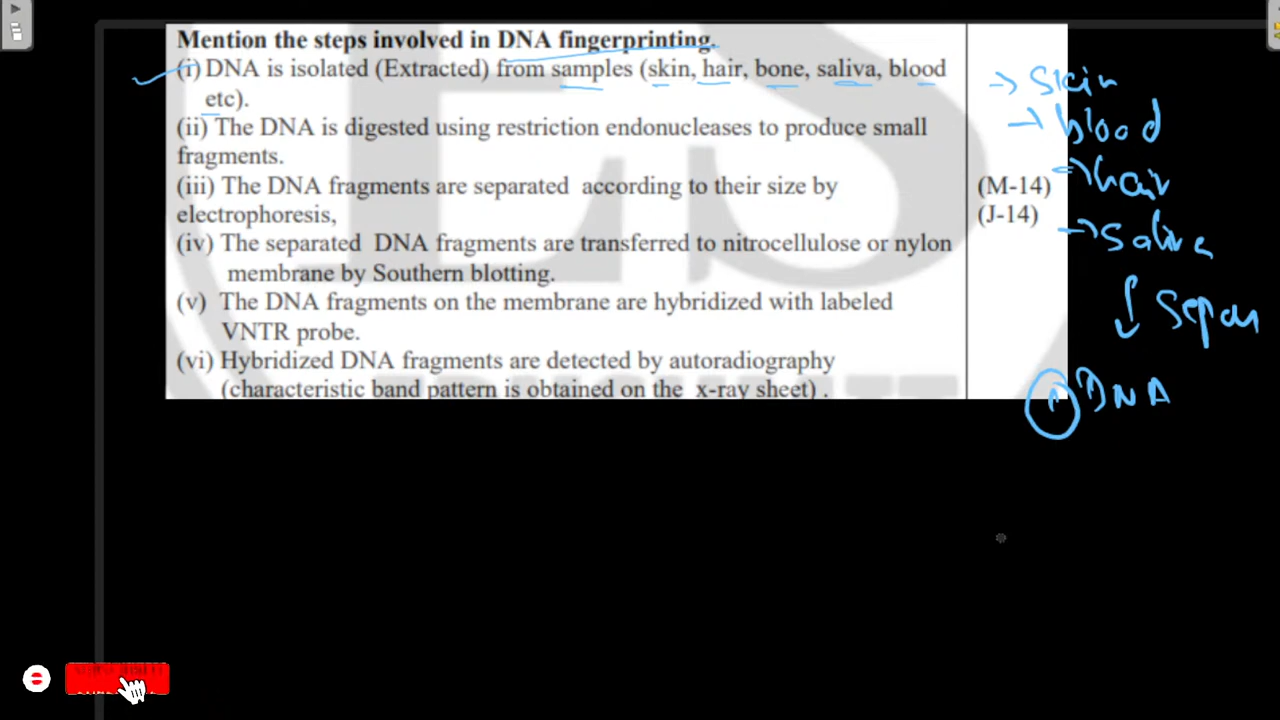 Mention the steps involved in DNA fingerprinting.
(i) DNA is isolated (Extracted) from samples (skin, hair, bone, saliva, blood
etc).
(ii) The DNA is digested using restriction endonucleases to produce small
fragments.
(iii) The DNA fragments are separated according to their size by
electrophoresis,
(iv) The separated DNA fragments are transferred to nitrocellulose or nylon
membrane by Southern blotting.
(v) The DNA fragments on the membrane are hybridized with labeled
VNTR probe.
(vi) Hybridized DNA fragments are detected by autoradiography
(characteristic band pattern is obtained on the x-ray sheet) .
(M-14)
(J-14)
→ skin
→ blood
→ hair
→ saliva
↓ separ
DNA